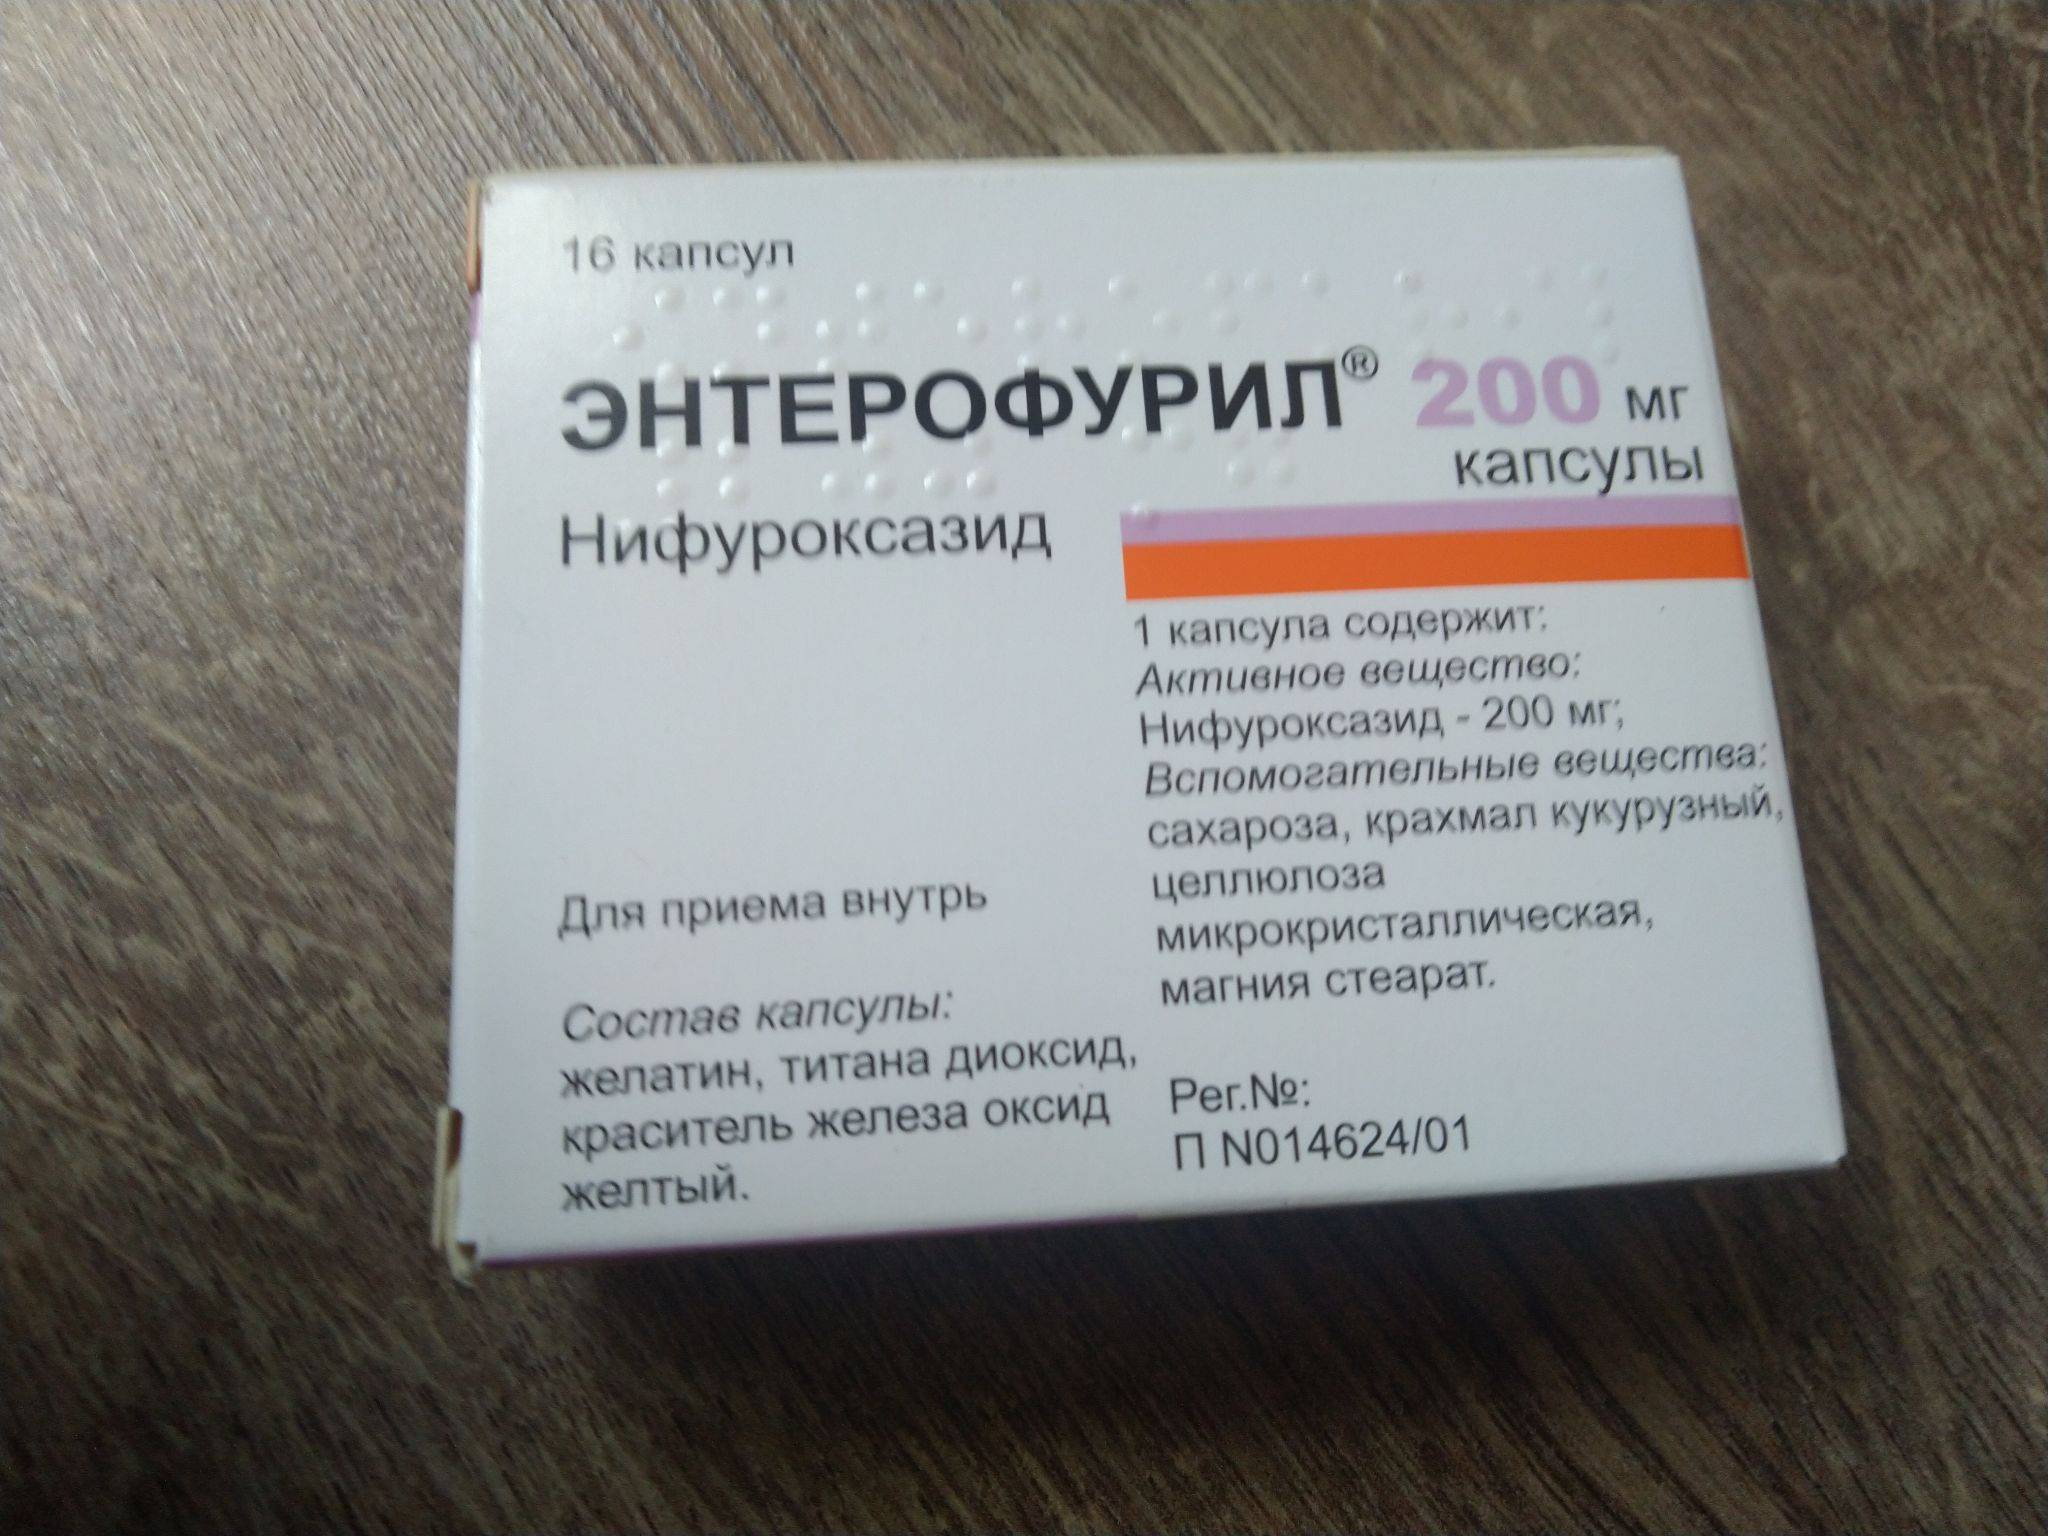 16 капсул
ЭНТЕРОФУРИЛ® 200 мг
капсулы
Нифуроксазид
1 капсула содержит:
Активное вещество:
Нифуроксазид - 200 мг;
Вспомогательные вещества:
сахароза, крахмал кукурузный,
целлюлоза
микрокристаллическая,
магния стеарат.
Для приема внутрь
Состав капсулы:
желатин, титана диоксид,
краситель железа оксид
желтый.
Рег.№:
П N014624/01